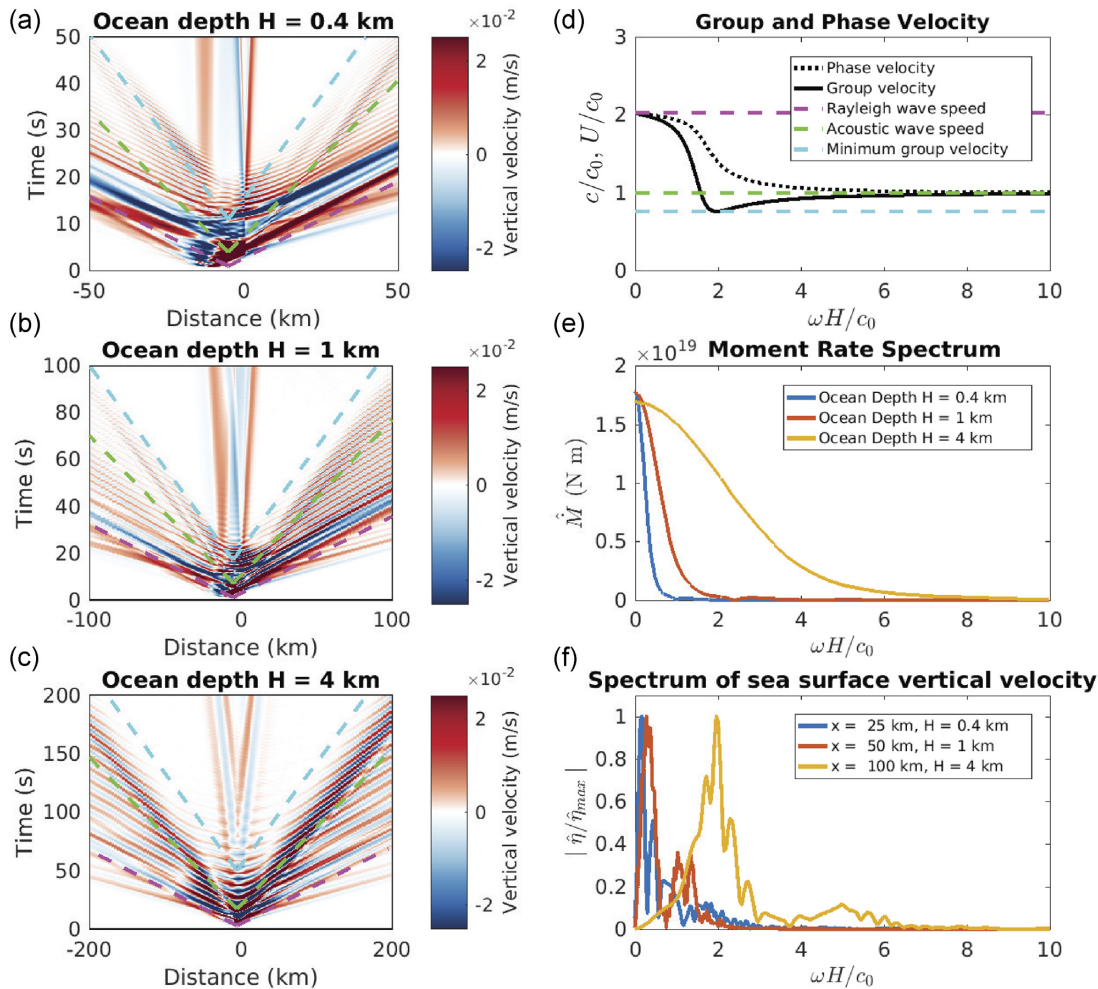 (a)
Ocean depth H = 0.4 km
×10⁻²
50
40
30
20
10
0
Time (s)
-50
0
50
Distance (km)
2
0
-2
Vertical velocity (m/s)
(b)
Ocean depth H = 1 km
×10⁻²
100
80
60
40
20
0
Time (s)
-100
0
100
Distance (km)
2
0
-2
Vertical velocity (m/s)
(c)
Ocean depth H = 4 km
×10⁻²
200
150
100
50
0
Time (s)
-200
0
200
Distance (km)
2
0
-2
Vertical velocity (m/s)
(d)
Group and Phase Velocity
3
2
1
0
c/c₀, U/c₀
Phase velocity
Group velocity
Rayleigh wave speed
Acoustic wave speed
Minimum group velocity
0 2 4 6 8 10
ωH/c₀
(e)
×10¹⁹
Moment Rate Spectrum
2
1.5
1
0.5
0
M̂ (N m)
Ocean Depth H = 0.4 km
Ocean Depth H = 1 km
Ocean Depth H = 4 km
0 2 4 6 8 10
ωH/c₀
(f)
Spectrum of sea surface vertical velocity
1
0.8
0.6
0.4
0.2
0
| η̂/η̂max |
x = 25 km, H = 0.4 km
x = 50 km, H = 1 km
x = 100 km, H = 4 km
0 2 4 6 8 10
ωH/c₀